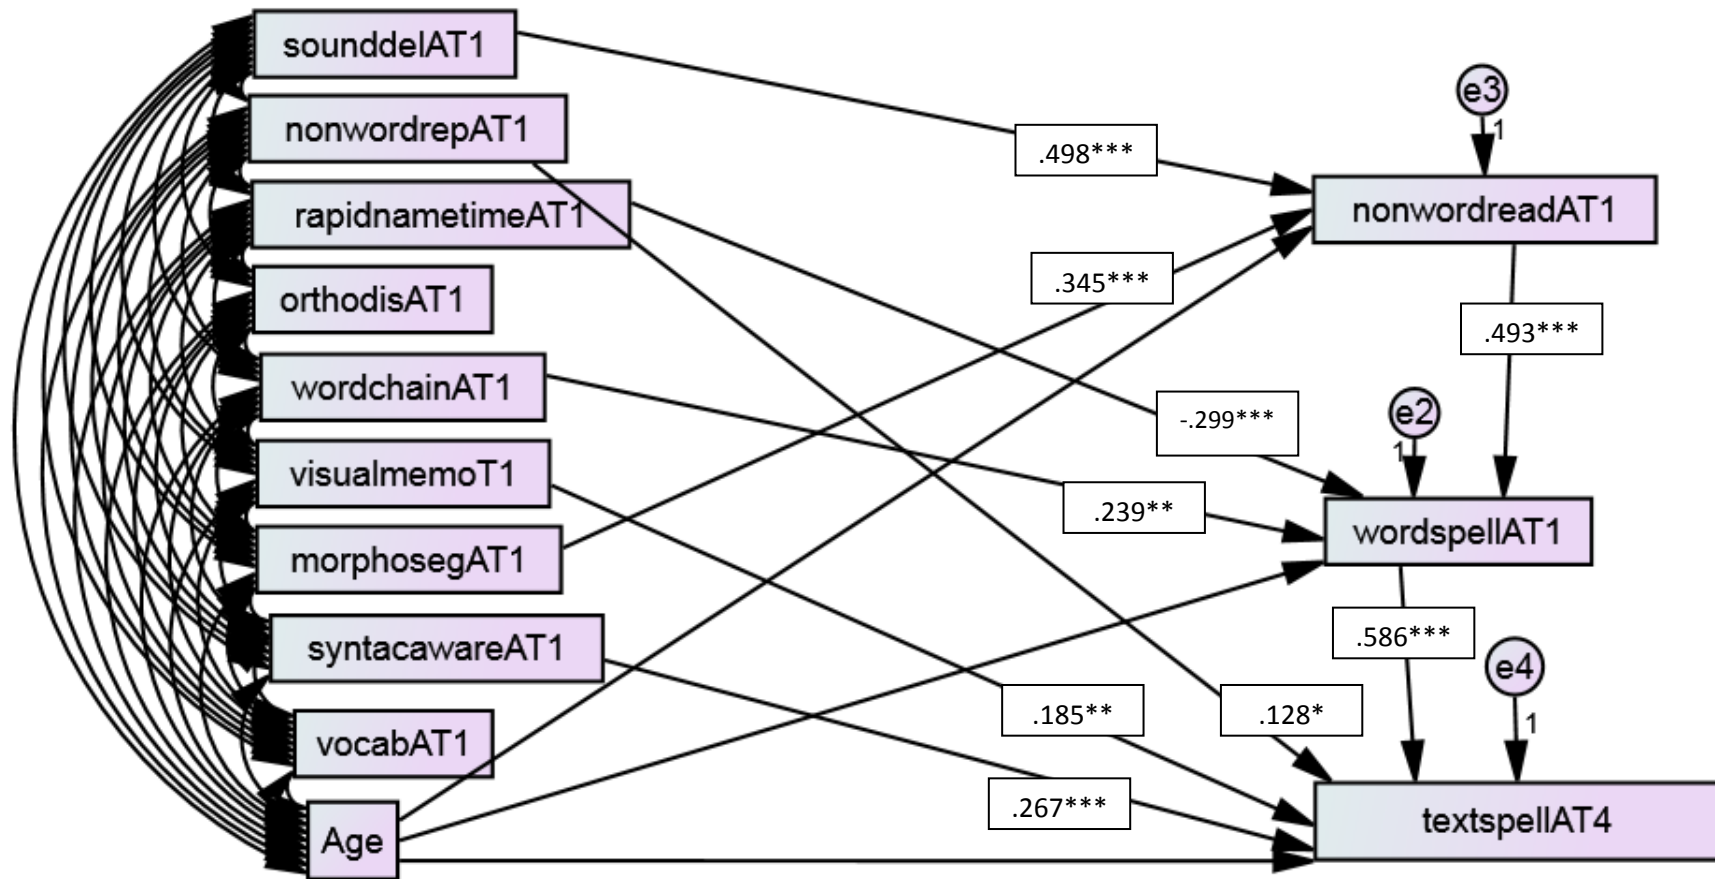 sounddelAT1
nonwordrepAT1
rapidnametimeAT1
orthodisAT1
wordchainAT1
visualmemoT1
morphosegAT1
syntacawareAT1
vocabAT1
Age
.498***
.345***
-.299***
.239**
.185**
.128*
.267***
e3
1
nonwordreadAT1
.493***
e2
1
wordspellAT1
.586***
e4
1
textspellAT4